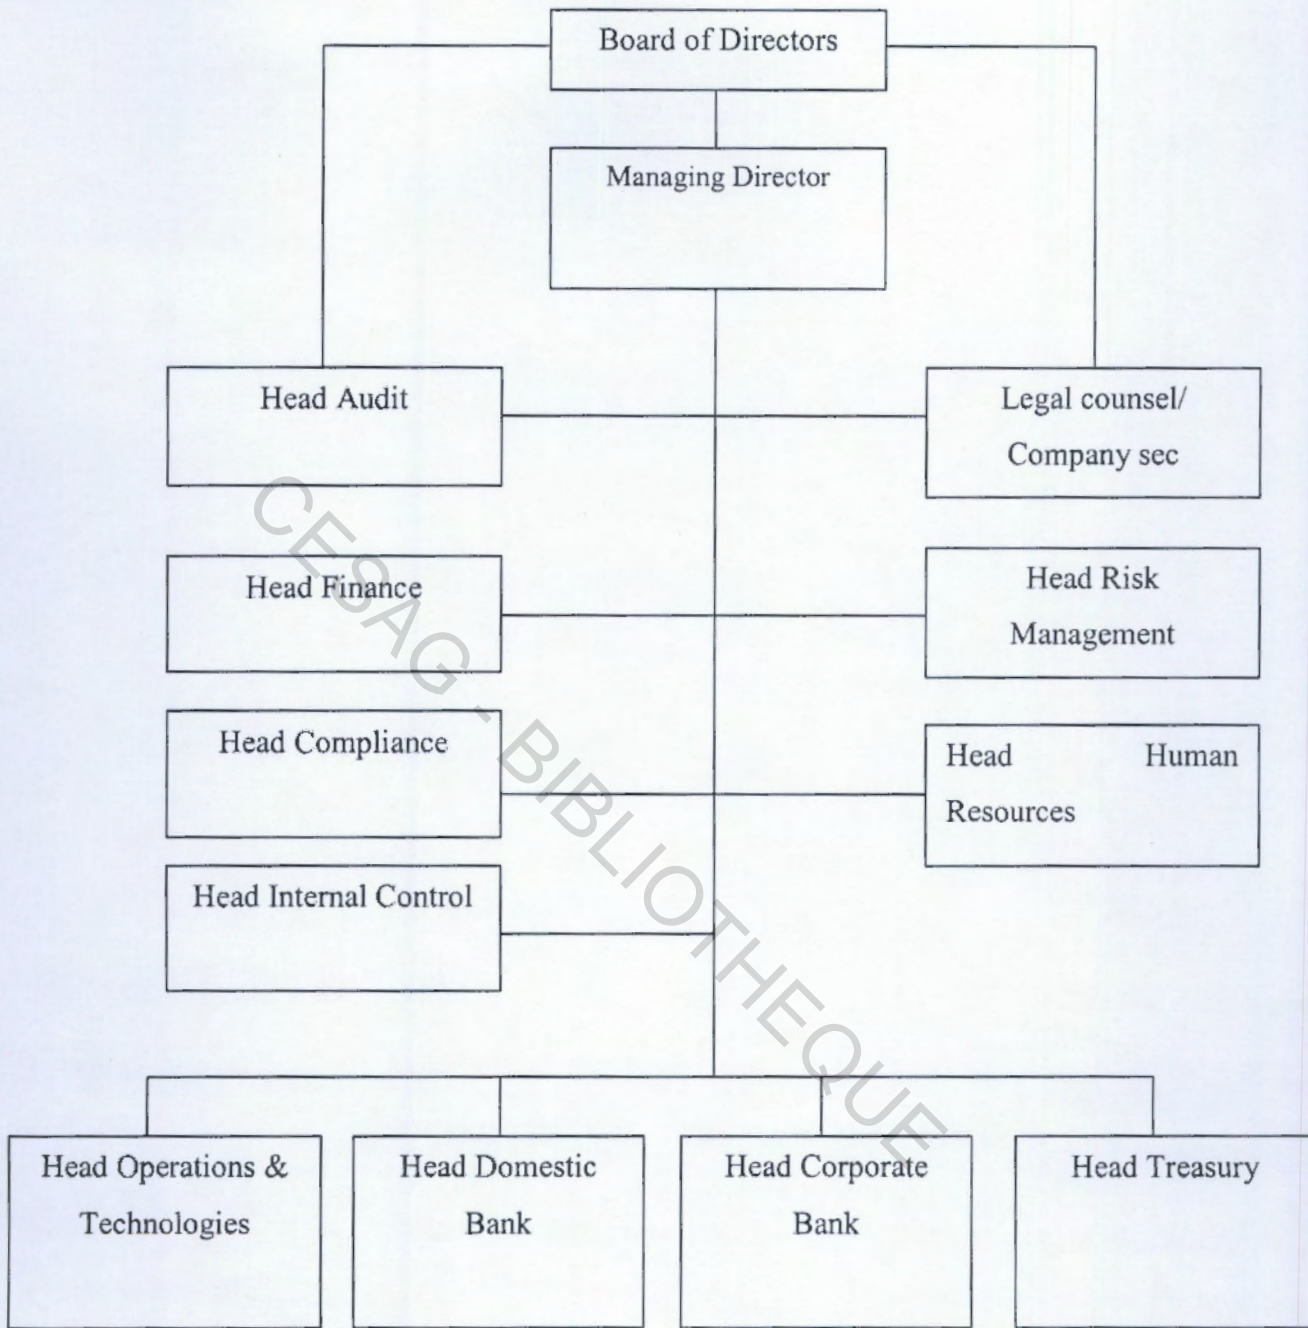 Board of Directors
Managing Director
Head Audit
Legal counsel/
Company sec
Head Finance
Head Risk
Management
Head Compliance
Head Human
Resources
Head Internal Control
CESAG - BIBLIOTHEQUE
Head Operations &
Technologies
Head Domestic
Bank
Head Corporate
Bank
Head Treasury